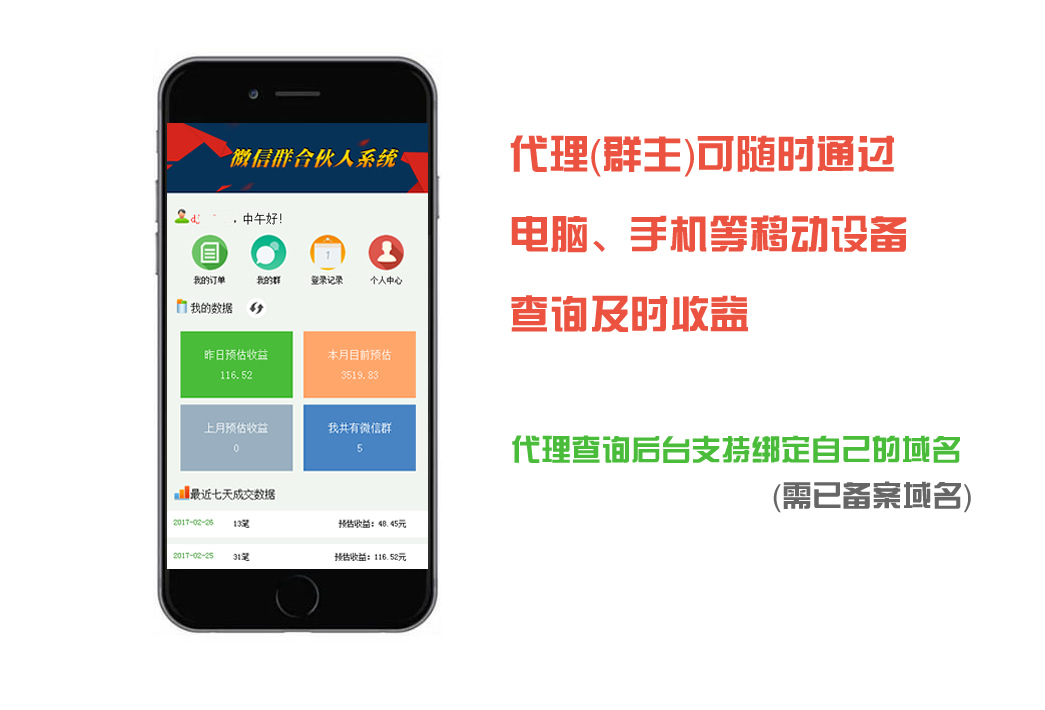 微信群合伙人系统
，中午好！
我的订单
我的群
1
登录记录
个人中心
我的数据
昨日预估收益
116.52
本月目前预估
3519.83
上月预估收益
0
我共有微信群
5
最近七天成交数据
2017-02-26 13笔 预估收益：48.45元
2017-02-25 31笔 预估收益：116.52元
代理(群主)可随时通过
电脑、手机等移动设备
查询及时收益
代理查询后台支持绑定自己的域名
(需已备案域名)